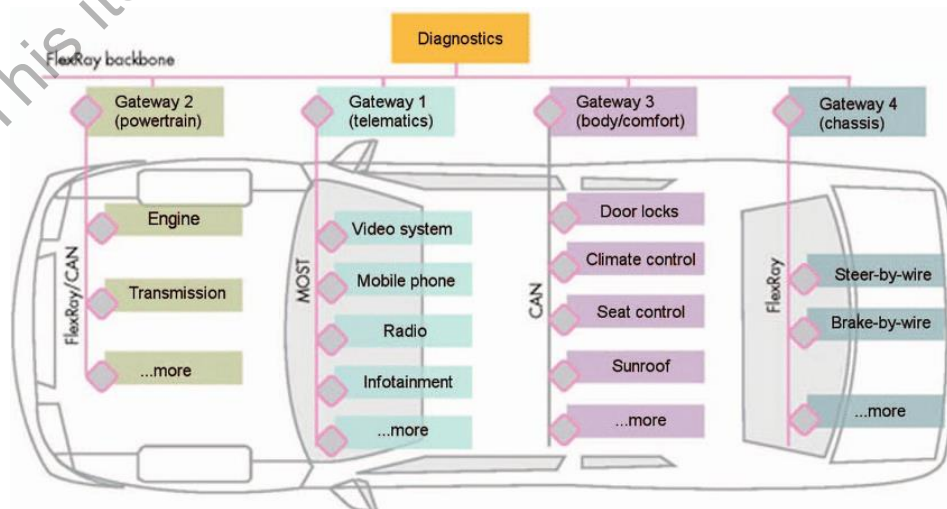 This it
Diagnostics
FlexRay backbone
Gateway 2
(powertrain)
Gateway 1
(telematics)
Gateway 3
(body/comfort)
Gateway 4
(chassis)
FlexRay/CAN
Engine
Transmission
...more
MOST
Video system
Mobile phone
Radio
Infotainment
...more
CAN
Door locks
Climate control
Seat control
Sunroof
...more
FlexRay
Steer-by-wire
Brake-by-wire
...more